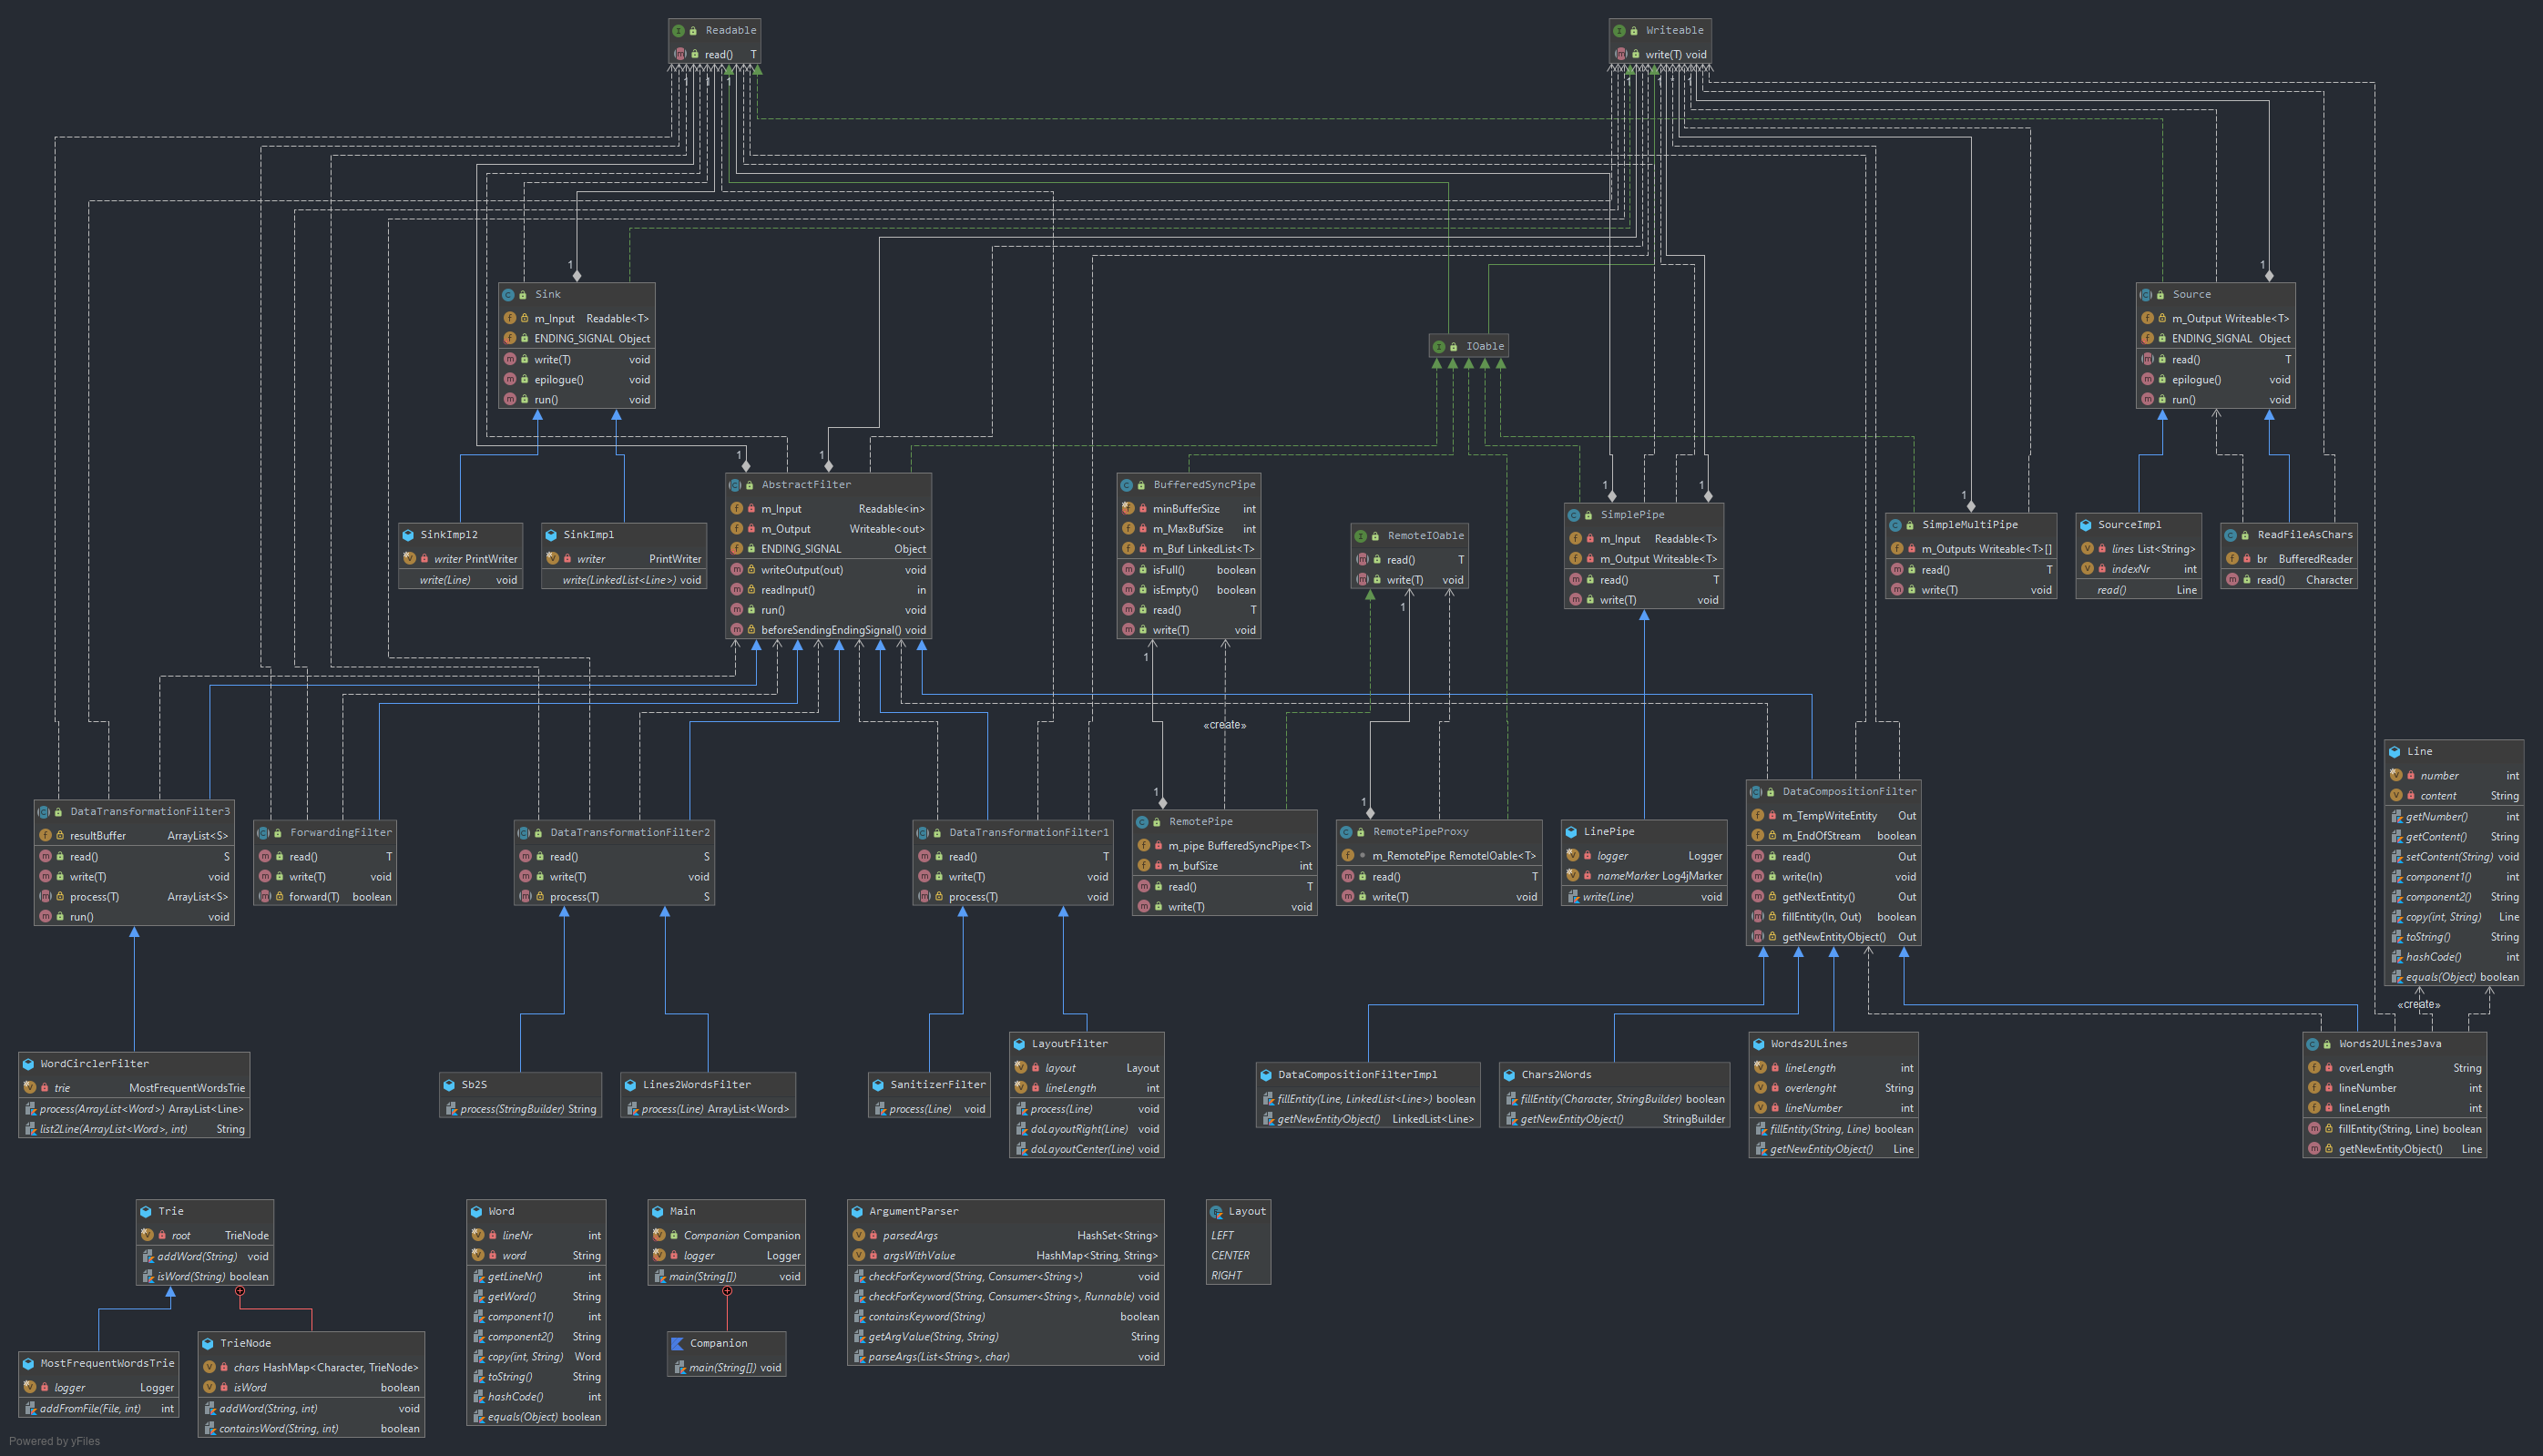 Readable
read() T
Writeable
write(T) void
1
1
1
1
1
1
Sink
m_Input Readable<T>
ENDING_SIGNAL Object
write(T) void
epilogue() void
run() void
1
Source
m_Output Writeable<T>
ENDING_SIGNAL Object
read() T
epilogue() void
run() void
IOable
1
1
AbstractFilter
m_Input Readable<in>
m_Output Writeable<out>
ENDING_SIGNAL Object
writeOutput(out) void
readInput() in
run() void
beforeSendingEndingSignal() void
BufferedSyncPipe
minBufferSize int
m_MaxBufSize int
m_Buf LinkedList<T>
isFull() boolean
isEmpty() boolean
read() T
write(T) void
1
RemoteIOable
read() T
write(T) void
1
1
1
SimplePipe
m_Input Readable<T>
m_Output Writeable<T>
read() T
write(T) void
1
SimpleMultiPipe
m_Outputs Writeable<T>[]
read() T
write(T) void
SourceImpl
lines List<String>
indexNr int
read() Line
ReadFileAsChars
br BufferedReader
read() Character
SinkImpl2
writer PrintWriter
write(Line) void
SinkImpl
writer PrintWriter
write(LinkedList<Line>) void
«create»
DataTransformationFilter3
resultBuffer ArrayList<S>
read() S
write(T) void
process(T) ArrayList<S>
run() void
ForwardingFilter
read() T
write(T) void
forward(T) boolean
DataTransformationFilter2
read() S
write(T) void
process(T) S
DataTransformationFilter1
read() T
write(T) void
process(T) void
1
RemotePipe
m_pipe BufferedSyncPipe<T>
m_bufSize int
read() T
write(T) void
1
RemotePipeProxy
m_RemotePipe RemoteIOable<T>
read() T
write(T) void
LinePipe
logger Logger
nameMarker Log4jMarker
write(Line) void
DataCompositionFilter
m_TempWriteEntity Out
m_EndOfStream boolean
read() Out
write(In) void
getNextEntity() Out
fillEntity(In, Out) boolean
getNewEntityObject() Out
Line
number int
content String
getNumber() int
getContent() String
setContent(String) void
component1() int
component2() String
copy(int, String) Line
toString() String
hashCode() int
equals(Object) boolean
«create»
WordCirclerFilter
trie MostFrequentWordsTrie
process(ArrayList<Word>) ArrayList<Line>
list2Line(ArrayList<Word>, int) String
Sb2S
process(StringBuilder) String
Lines2WordsFilter
process(Line) ArrayList<Word>
SanitizerFilter
process(Line) void
LayoutFilter
layout Layout
lineLength int
process(Line) void
doLayoutRight(Line) void
doLayoutCenter(Line) void
DataCompositionFilterImpl
fillEntity(Line, LinkedList<Line>) boolean
getNewEntityObject() LinkedList<Line>
Chars2Words
fillEntity(Character, StringBuilder) boolean
getNewEntityObject() StringBuilder
Words2ULines
lineLength int
overlenght String
lineNumber int
fillEntity(String, Line) boolean
getNewEntityObject() Line
Words2ULinesJava
overLength String
lineNumber int
lineLength int
fillEntity(String, Line) boolean
getNewEntityObject() Line
Trie
root TrieNode
addWord(String) void
isWord(String) boolean
MostFrequentWordsTrie
logger Logger
addFromFile(File, int) int
TrieNode
chars HashMap<Character, TrieNode>
isWord boolean
addWord(String, int) void
containsWord(String, int) boolean
Word
lineNr int
word String
getLineNr() int
getWord() String
component1() int
component2() String
copy(int, String) Word
toString() String
hashCode() int
equals(Object) boolean
Main
Companion Companion
logger Logger
main(String[]) void
Companion
main(String[]) void
ArgumentParser
parsedArgs HashSet<String>
argsWithValue HashMap<String, String>
checkForKeyword(String, Consumer<String>) void
checkForKeyword(String, Consumer<String>, Runnable) void
containsKeyword(String) boolean
getArgValue(String, String) String
parseArgs(List<String>, char) void
Layout
LEFT
CENTER
RIGHT
Powered by yFiles